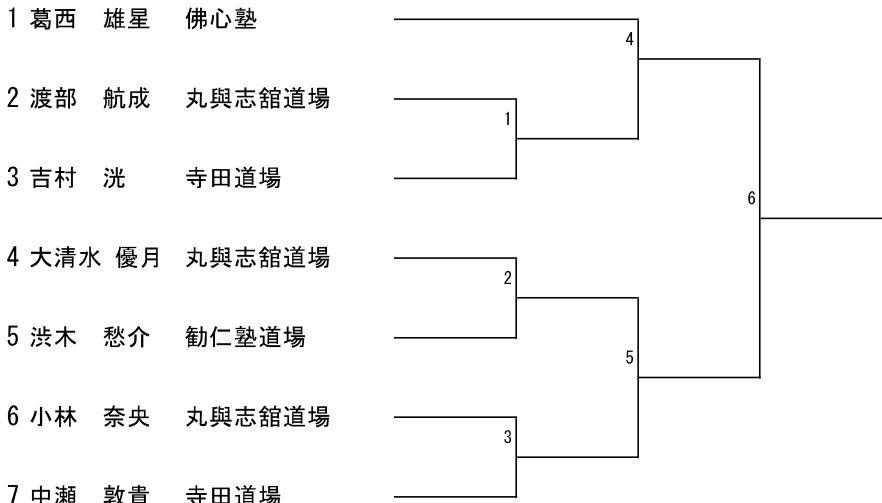 1 葛西 雄星 佛心塾
4
2 渡部 航成 丸與志舘道場
1
3 吉村 洸 寺田道場
6
4 大清水 優月 丸與志舘道場
2
5 渋木 愁介 勧仁塾道場
5
6 小林 奈央 丸與志舘道場
3
7 中瀬 敦貴 寺田道場